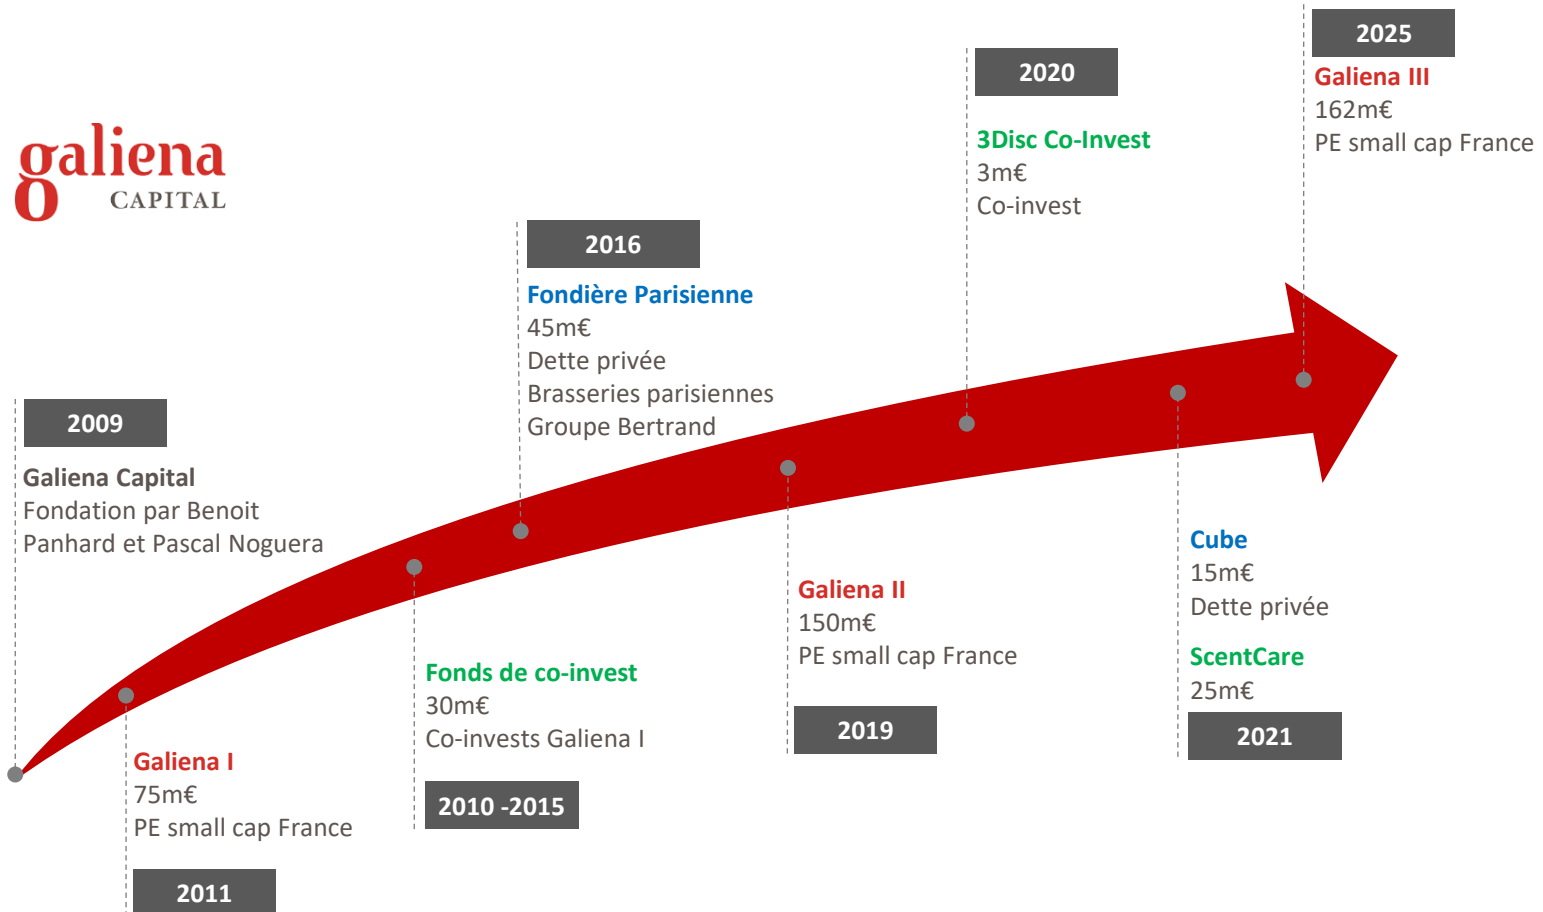 galiena
CAPITAL
2009
Galiena Capital
Fondation par Benoit
Panhard et Pascal Noguera
Galiena I
75m€
PE small cap France
2011
Fonds de co-invest
30m€
Co-invests Galiena I
2010 -2015
2016
Fondière Parisienne
45m€
Dette privée
Brasseries parisiennes
Groupe Bertrand
Galiena II
150m€
PE small cap France
2019
2020
3Disc Co-Invest
3m€
Co-invest
Cube
15m€
Dette privée
ScentCare
25m€
2021
2025
Galiena III
162m€
PE small cap France